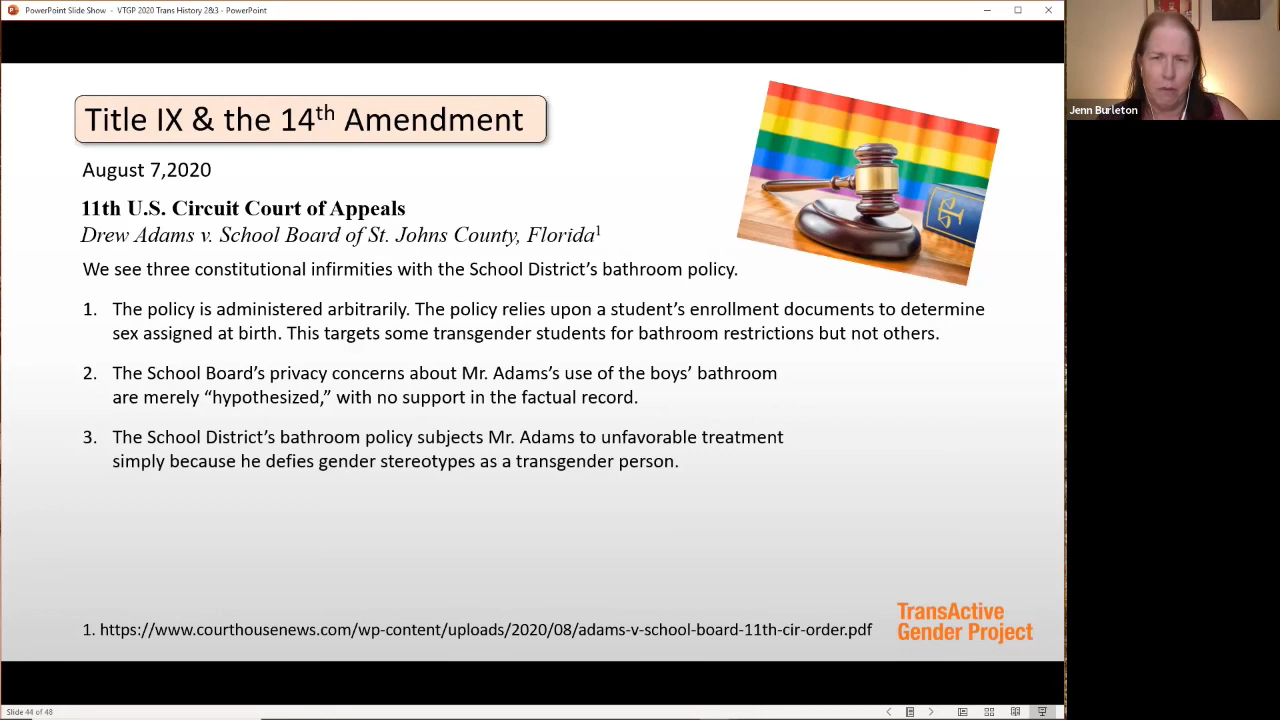 PowerPoint Slide Show - VTGP 2020 Trans History 2&3 - PowerPoint
Jenn Burleton
Title IX & the 14th Amendment
August 7,2020
11th U.S. Circuit Court of Appeals
Drew Adams v. School Board of St. Johns County, Florida1
We see three constitutional infirmities with the School District’s bathroom policy.
1. The policy is administered arbitrarily. The policy relies upon a student’s enrollment documents to determine
sex assigned at birth. This targets some transgender students for bathroom restrictions but not others.
2. The School Board’s privacy concerns about Mr. Adams’s use of the boys’ bathroom
are merely “hypothesized,” with no support in the factual record.
3. The School District’s bathroom policy subjects Mr. Adams to unfavorable treatment
simply because he defies gender stereotypes as a transgender person.
1. https://www.courthousenews.com/wp-content/uploads/2020/08/adams-v-school-board-11th-cir-order.pdf
TransActive
Gender Project
Slide 44 of 48